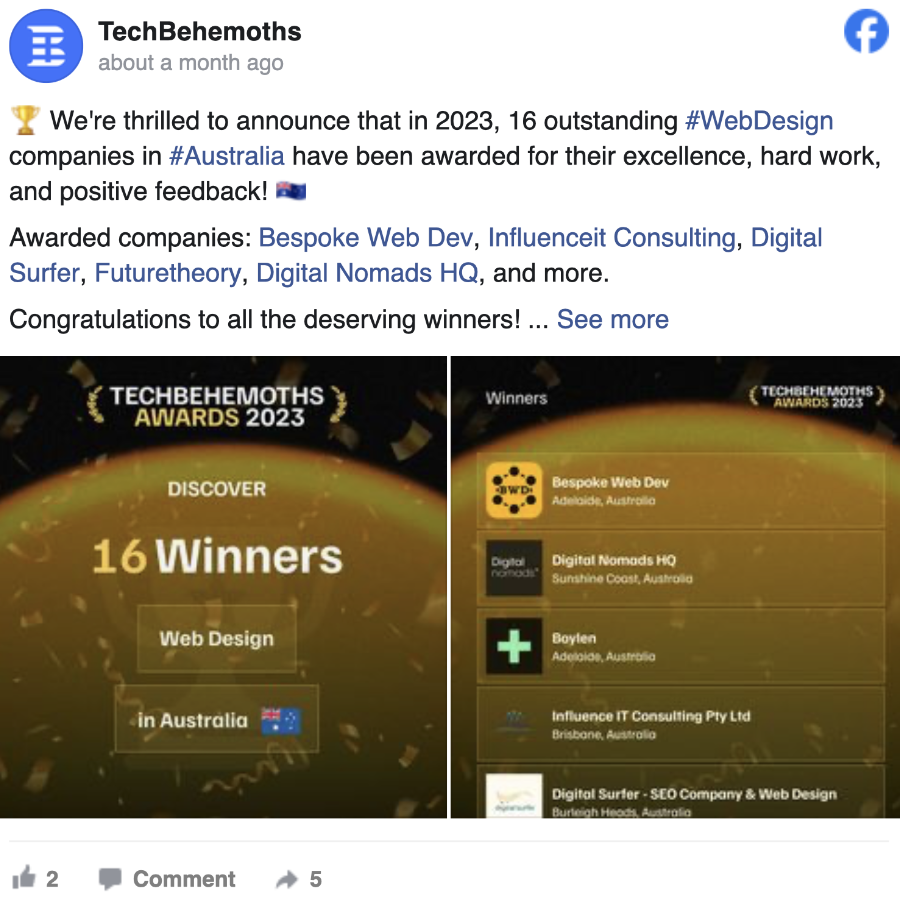 TechBehemoths
about a month ago
🏆 We're thrilled to announce that in 2023, 16 outstanding #WebDesign
companies in #Australia have been awarded for their excellence, hard work,
and positive feedback! 🇦🇺
Awarded companies: Bespoke Web Dev, Influenceit Consulting, Digital
Surfer, Futuretheory, Digital Nomads HQ, and more.
Congratulations to all the deserving winners! ... See more
TECHBEHEMOTHS
AWARDS 2023
DISCOVER
16 Winners
Web Design
in Australia
Winners
TECHBEHEMOTHS
AWARDS 2023
BWD
Bespoke Web Dev
Adelaide, Australia
Digital
nomads
Digital Nomads HQ
Sunshine Coast, Australia
Boylen
Adelaide, Australia
Influence IT Consulting Pty Ltd
Brisbane, Australia
digital surfer
Digital Surfer - SEO Company & Web Design
Burleigh Heads, Australia
2
Comment
5